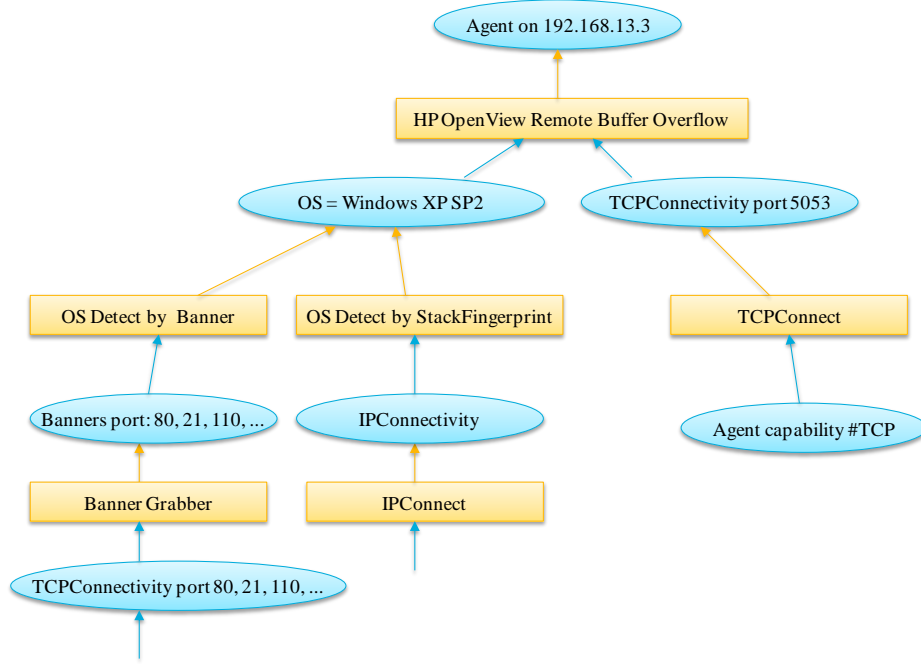 Agent on 192.168.13.3
HP OpenView Remote Buffer Overflow
OS = Windows XP SP2
TCPConnectivity port 5053
OS Detect by Banner
OS Detect by StackFingerprint
TCPConnect
Banners port: 80, 21, 110, ...
IPConnectivity
Agent capability #TCP
Banner Grabber
IPConnect
TCPConnectivity port 80, 21, 110, ...